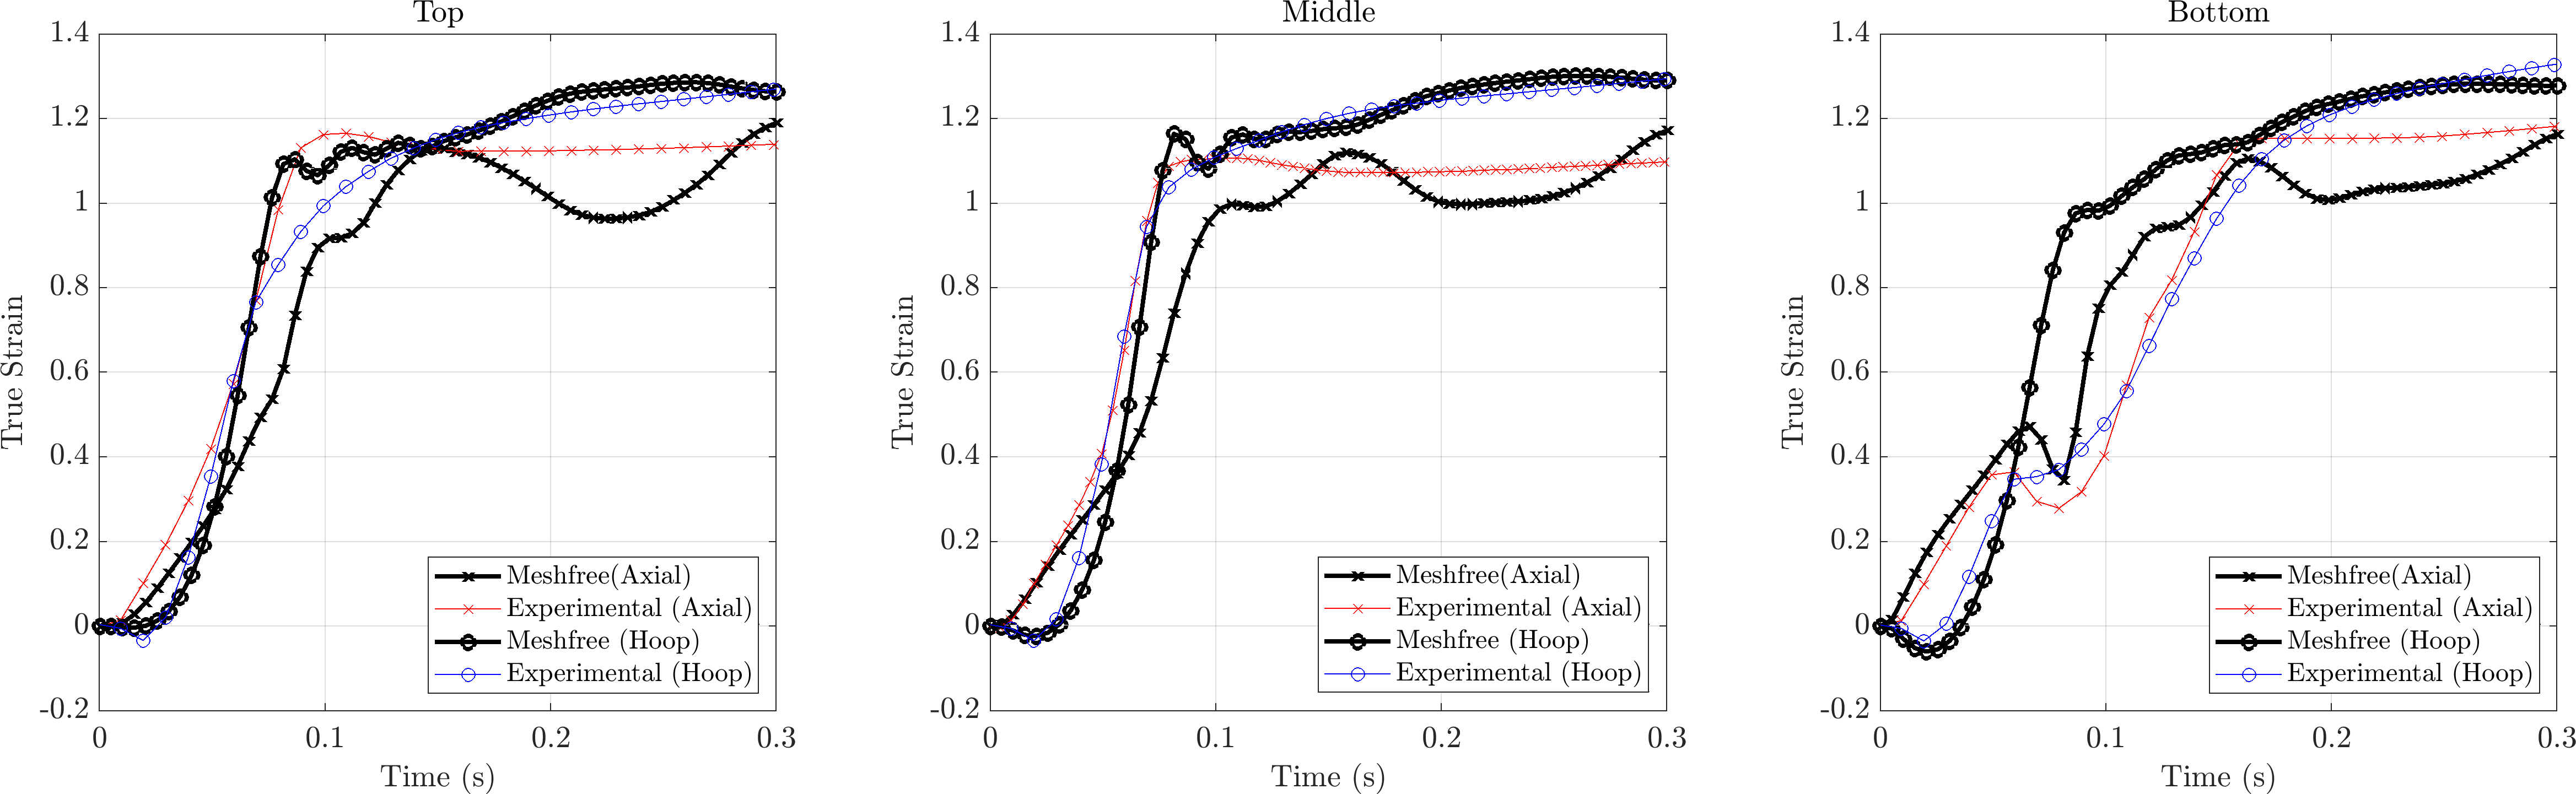 Top
1.4
1.2
1
0.8
0.6
0.4
0.2
0
-0.2
True Strain
Meshfree(Axial)
Experimental (Axial)
Meshfree (Hoop)
Experimental (Hoop)
0 0.1 0.2 0.3
Time (s)
Middle
1.4
1.2
1
0.8
0.6
0.4
0.2
0
-0.2
True Strain
Meshfree(Axial)
Experimental (Axial)
Meshfree (Hoop)
Experimental (Hoop)
0 0.1 0.2 0.3
Time (s)
Bottom
1.4
1.2
1
0.8
0.6
0.4
0.2
0
-0.2
True Strain
Meshfree(Axial)
Experimental (Axial)
Meshfree (Hoop)
Experimental (Hoop)
0 0.1 0.2 0.3
Time (s)